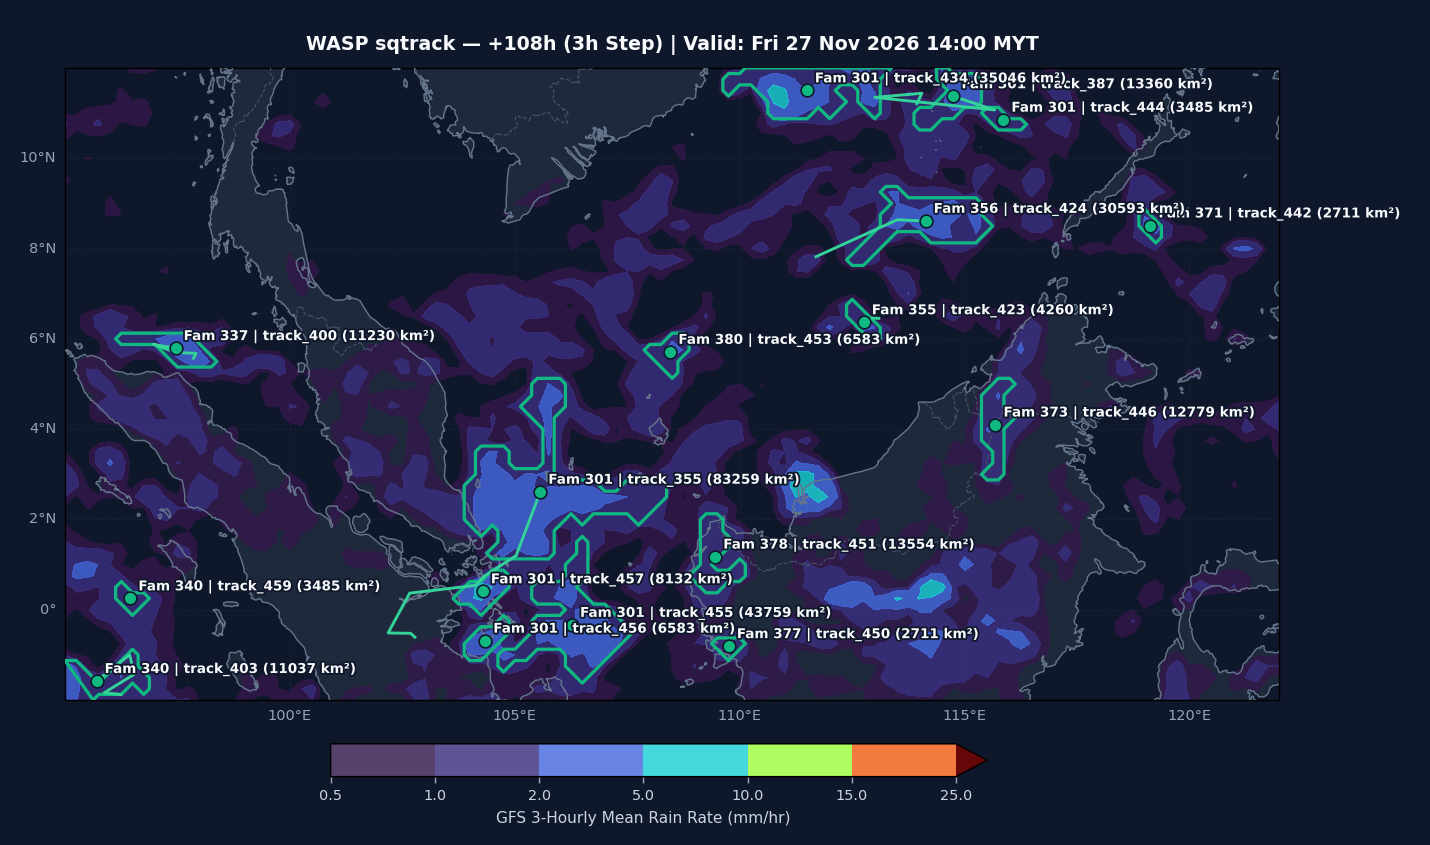 WASP sqtrack — +108h (3h Step) | Valid: Fri 27 Nov 2026 14:00 MYT
Fam 301 | track_434 (35046 km²)
Fam 301 | track_387 (13360 km²)
Fam 301 | track_444 (3485 km²)
10°N
Fam 356 | track_424 (30593 km²)
Fam 371 | track_442 (2711 km²)
8°N
Fam 355 | track_423 (4260 km²)
6°N
Fam 337 | track_400 (11230 km²)
Fam 380 | track_453 (6583 km²)
4°N
Fam 373 | track_446 (12779 km²)
Fam 301 | track_355 (83259 km²)
2°N
Fam 378 | track_451 (13554 km²)
Fam 340 | track_459 (3485 km²)
Fam 301 | track_457 (8132 km²)
0°
Fam 301 | track_455 (43759 km²)
Fam 301 | track_456 (6583 km²)
Fam 377 | track_450 (2711 km²)
Fam 340 | track_403 (11037 km²)
100°E 105°E 110°E 115°E 120°E
0.5 1.0 2.0 5.0 10.0 15.0 25.0
GFS 3-Hourly Mean Rain Rate (mm/hr)